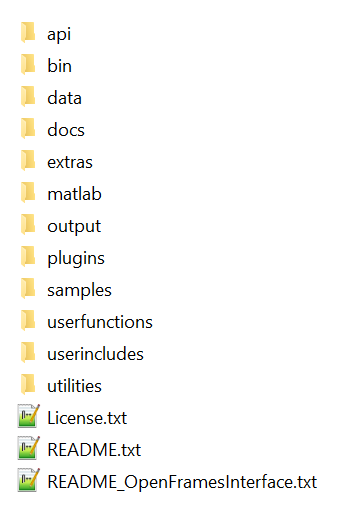 api
bin
data
docs
extras
matlab
output
plugins
samples
userfunctions
userincludes
utilities
License.txt
README.txt
README_OpenFramesInterface.txt